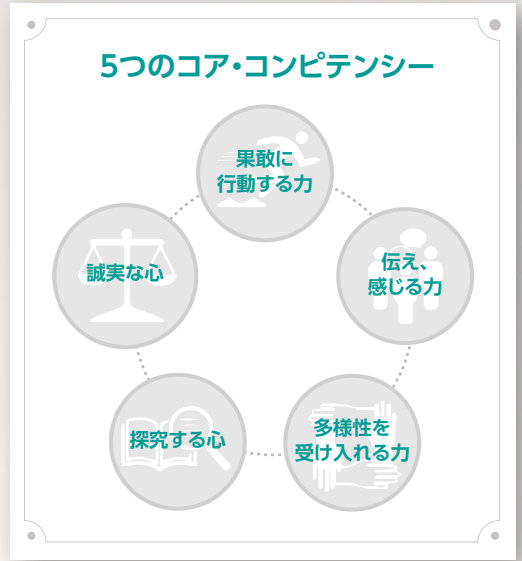 5つのコア・コンピテンシー
果敢に
行動する力
伝え、
感じる力
多様性を
受け入れる力
探究する心
誠実な心